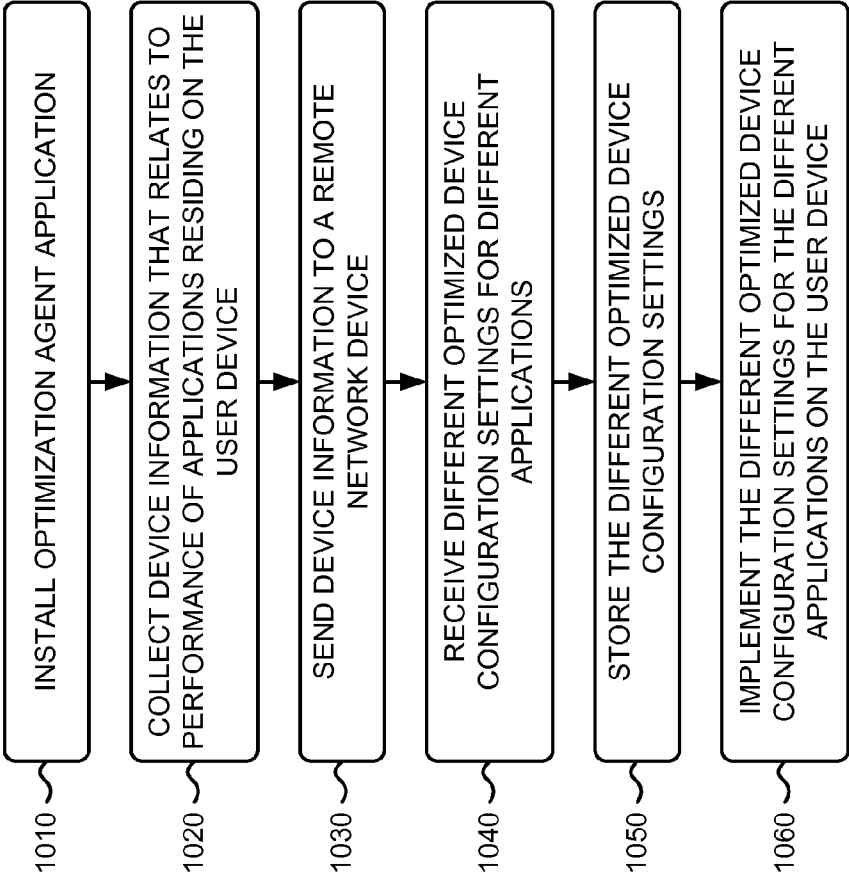 1010
INSTALL OPTIMIZATION AGENT APPLICATION
1020
COLLECT DEVICE INFORMATION THAT RELATES TO
PERFORMANCE OF APPLICATIONS RESIDING ON THE
USER DEVICE
1030
SEND DEVICE INFORMATION TO A REMOTE
NETWORK DEVICE
1040
RECEIVE DIFFERENT OPTIMIZED DEVICE
CONFIGURATION SETTINGS FOR DIFFERENT
APPLICATIONS
1050
STORE THE DIFFERENT OPTIMIZED DEVICE
CONFIGURATION SETTINGS
1060
IMPLEMENT THE DIFFERENT OPTIMIZED DEVICE
CONFIGURATION SETTINGS FOR THE DIFFERENT
APPLICATIONS ON THE USER DEVICE